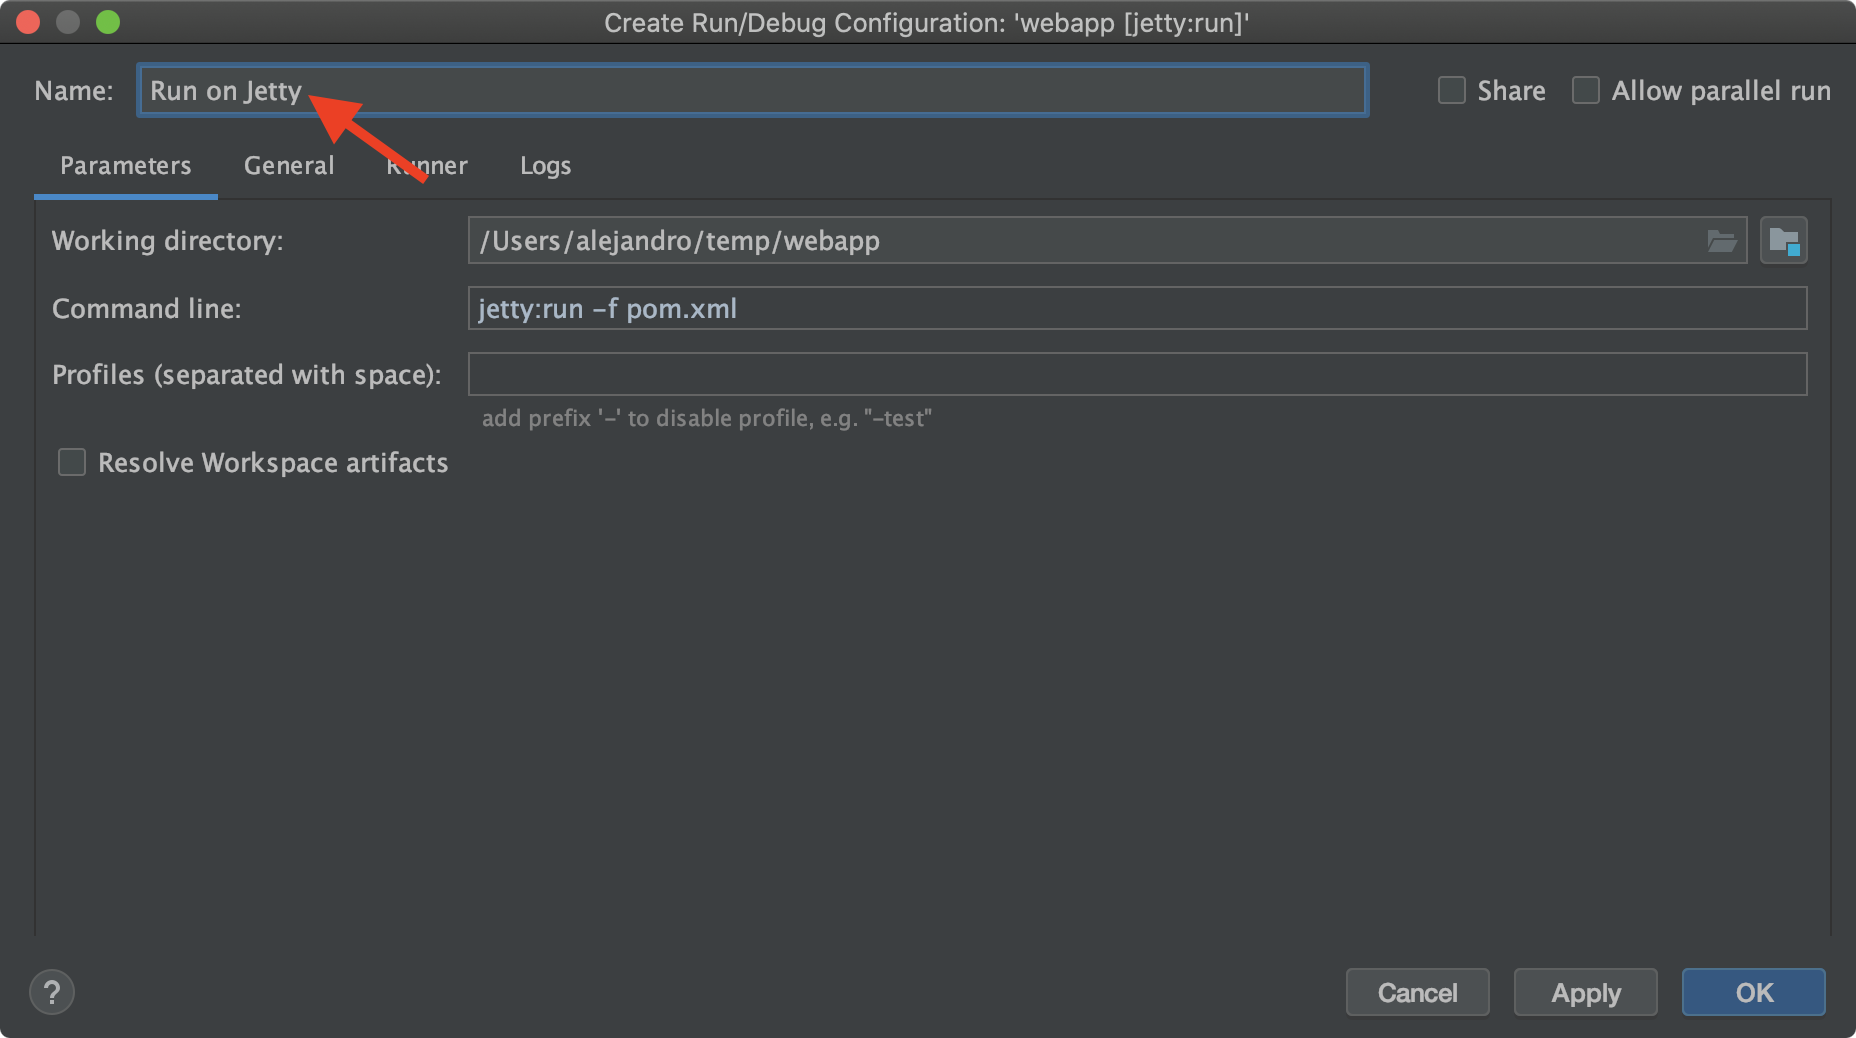 Create Run/Debug Configuration: 'webapp [jetty:run]'
Name: Run on Jetty Share Allow parallel run
Parameters General Runner Logs
Working directory: /Users/alejandro/temp/webapp
Command line: jetty:run -f pom.xml
Profiles (separated with space):
add prefix '-' to disable profile, e.g. "-test"
Resolve Workspace artifacts
? Cancel Apply OK